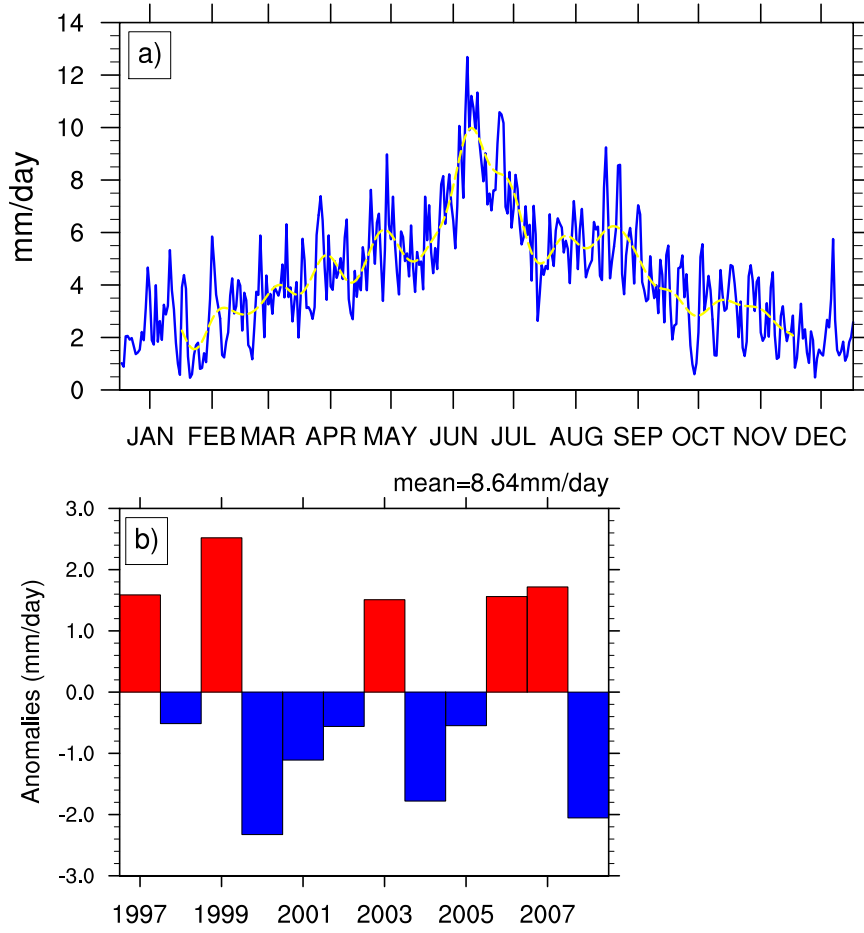 14
12
10
8
6
4
2
0
mm/day
a)
JAN FEB MAR APR MAY JUN JUL AUG SEP OCT NOV DEC
mean=8.64mm/day
3.0
2.0
1.0
0.0
-1.0
-2.0
-3.0
Anomalies (mm/day)
b)
1997 1999 2001 2003 2005 2007